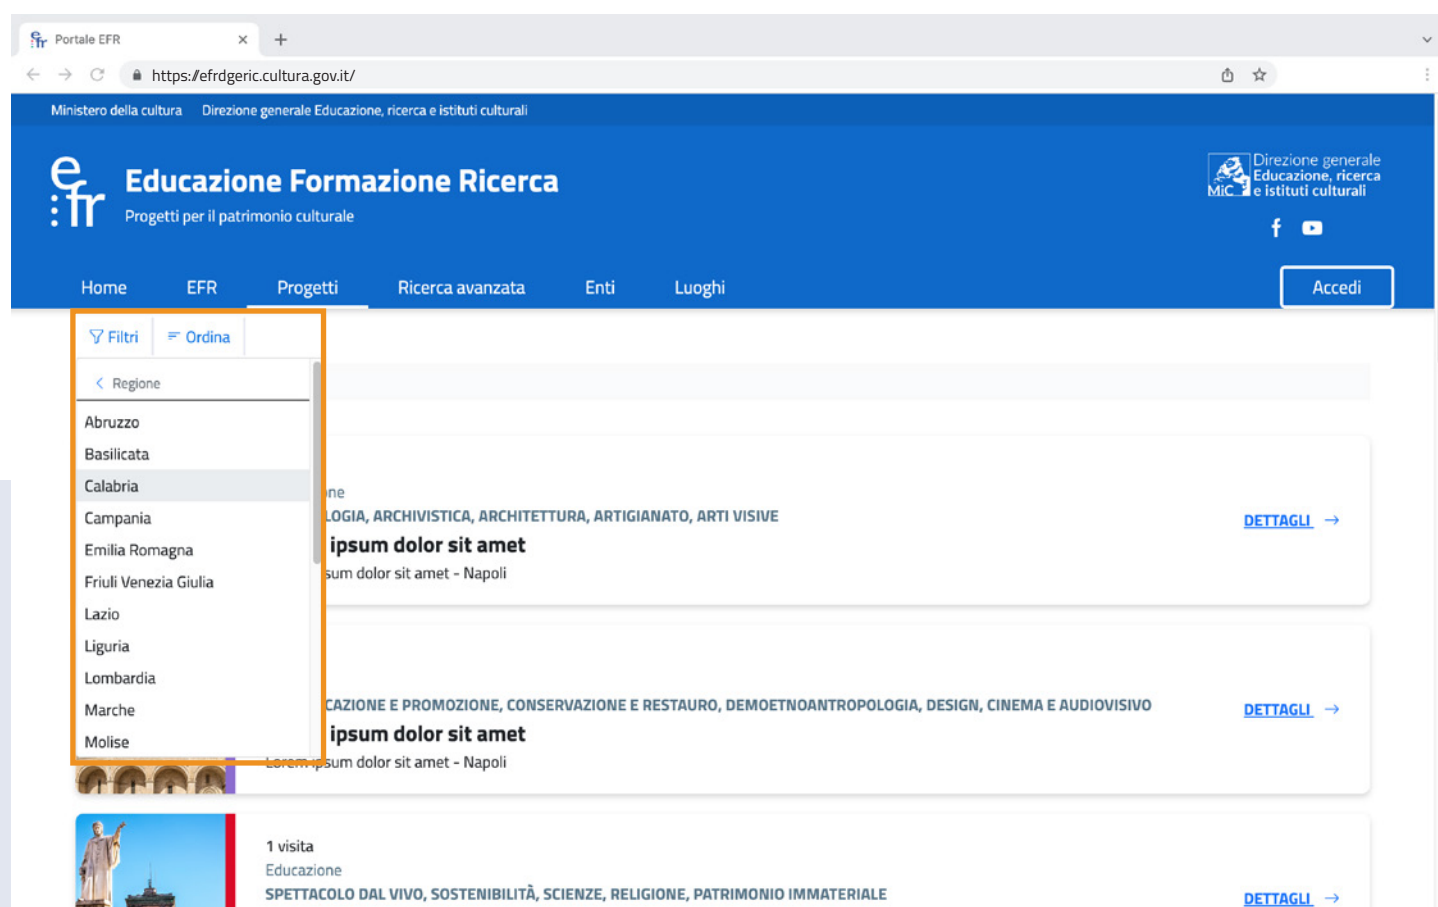 efr Portale EFR
https://efrdgeric.cultura.gov.it/
Ministero della cultura Direzione generale Educazione, ricerca e istituti culturali
efr
Educazione Formazione Ricerca
Progetti per il patrimonio culturale
MiC
Direzione generale
Educazione, ricerca
e istituti culturali
Home EFR Progetti Ricerca avanzata Enti Luoghi Accedi
Filtri Ordina
Regione
Abruzzo
Basilicata
Calabria
Campania
Emilia Romagna
Friuli Venezia Giulia
Lazio
Liguria
Lombardia
Marche
Molise
ne
LOGIA, ARCHIVISTICA, ARCHITETTURA, ARTIGIANATO, ARTI VISIVE
ipsum dolor sit amet
sum dolor sit amet - Napoli
DETTAGLI →
CAZIONE E PROMOZIONE, CONSERVAZIONE E RESTAURO, DEMOETNOANTROPOLOGIA, DESIGN, CINEMA E AUDIOVISIVO
ipsum dolor sit amet
Lorem ipsum dolor sit amet - Napoli
DETTAGLI →
1 visita
Educazione
SPETTACOLO DAL VIVO, SOSTENIBILITÀ, SCIENZE, RELIGIONE, PATRIMONIO IMMATERIALE
DETTAGLI →